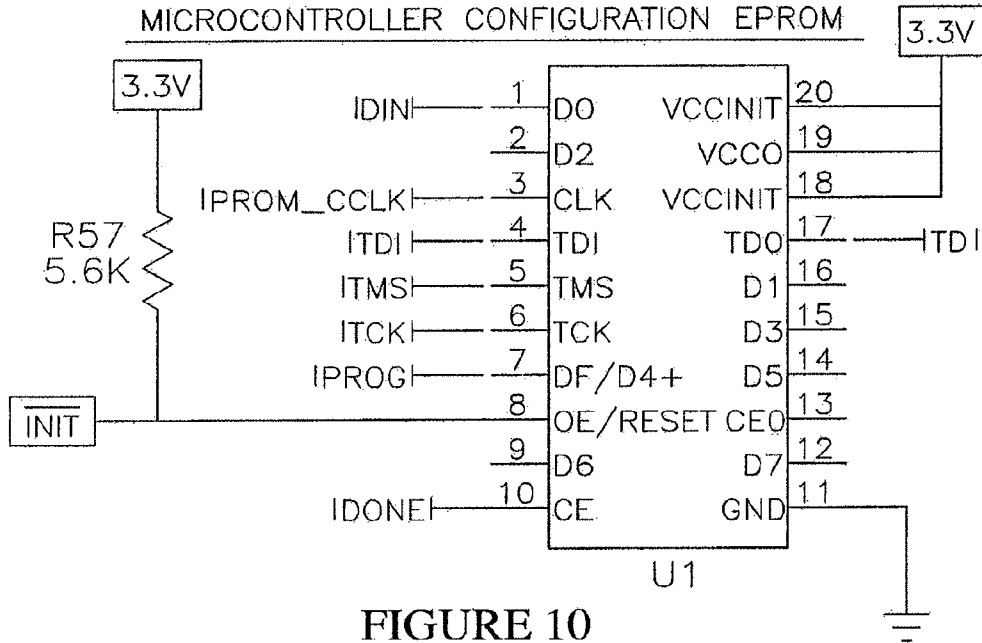 MICROCONTROLLER CONFIGURATION EPROM
3.3V
3.3V
IDIN 1 D0 VCCINIT 20
2 D2 VCCO 19
IPROM_CCLK 3 CLK VCCINIT 18
ITDI 4 TDI TDO 17 ITDI
ITMS 5 TMS D1 16
ITCK 6 TCK D3 15
IPROG 7 DF/D4+ D5 14
INIT 8 OE/RESET CEO 13
9 D6 D7 12
IDONE 10 CE GND 11
R57
5.6K
U1
FIGURE 10